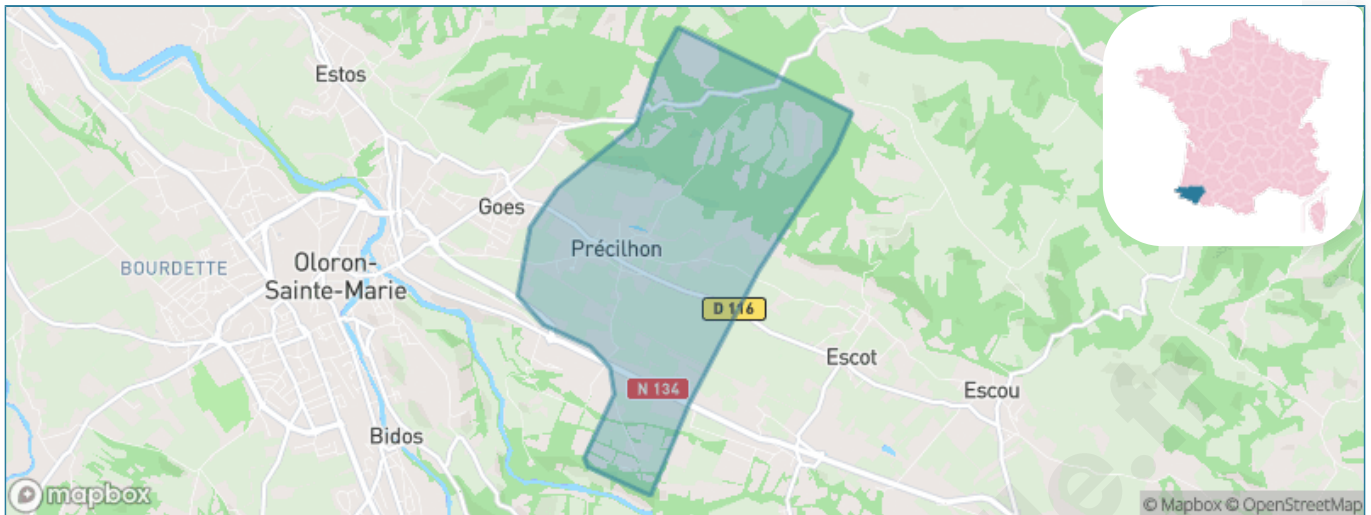 Estos
Goes
Précilhon
BOURDETTE
Oloron-
Sainte-Marie
D 116
Escot
N 134
Escou
Bidos
mapbox
© Mapbox © OpenStreetMap